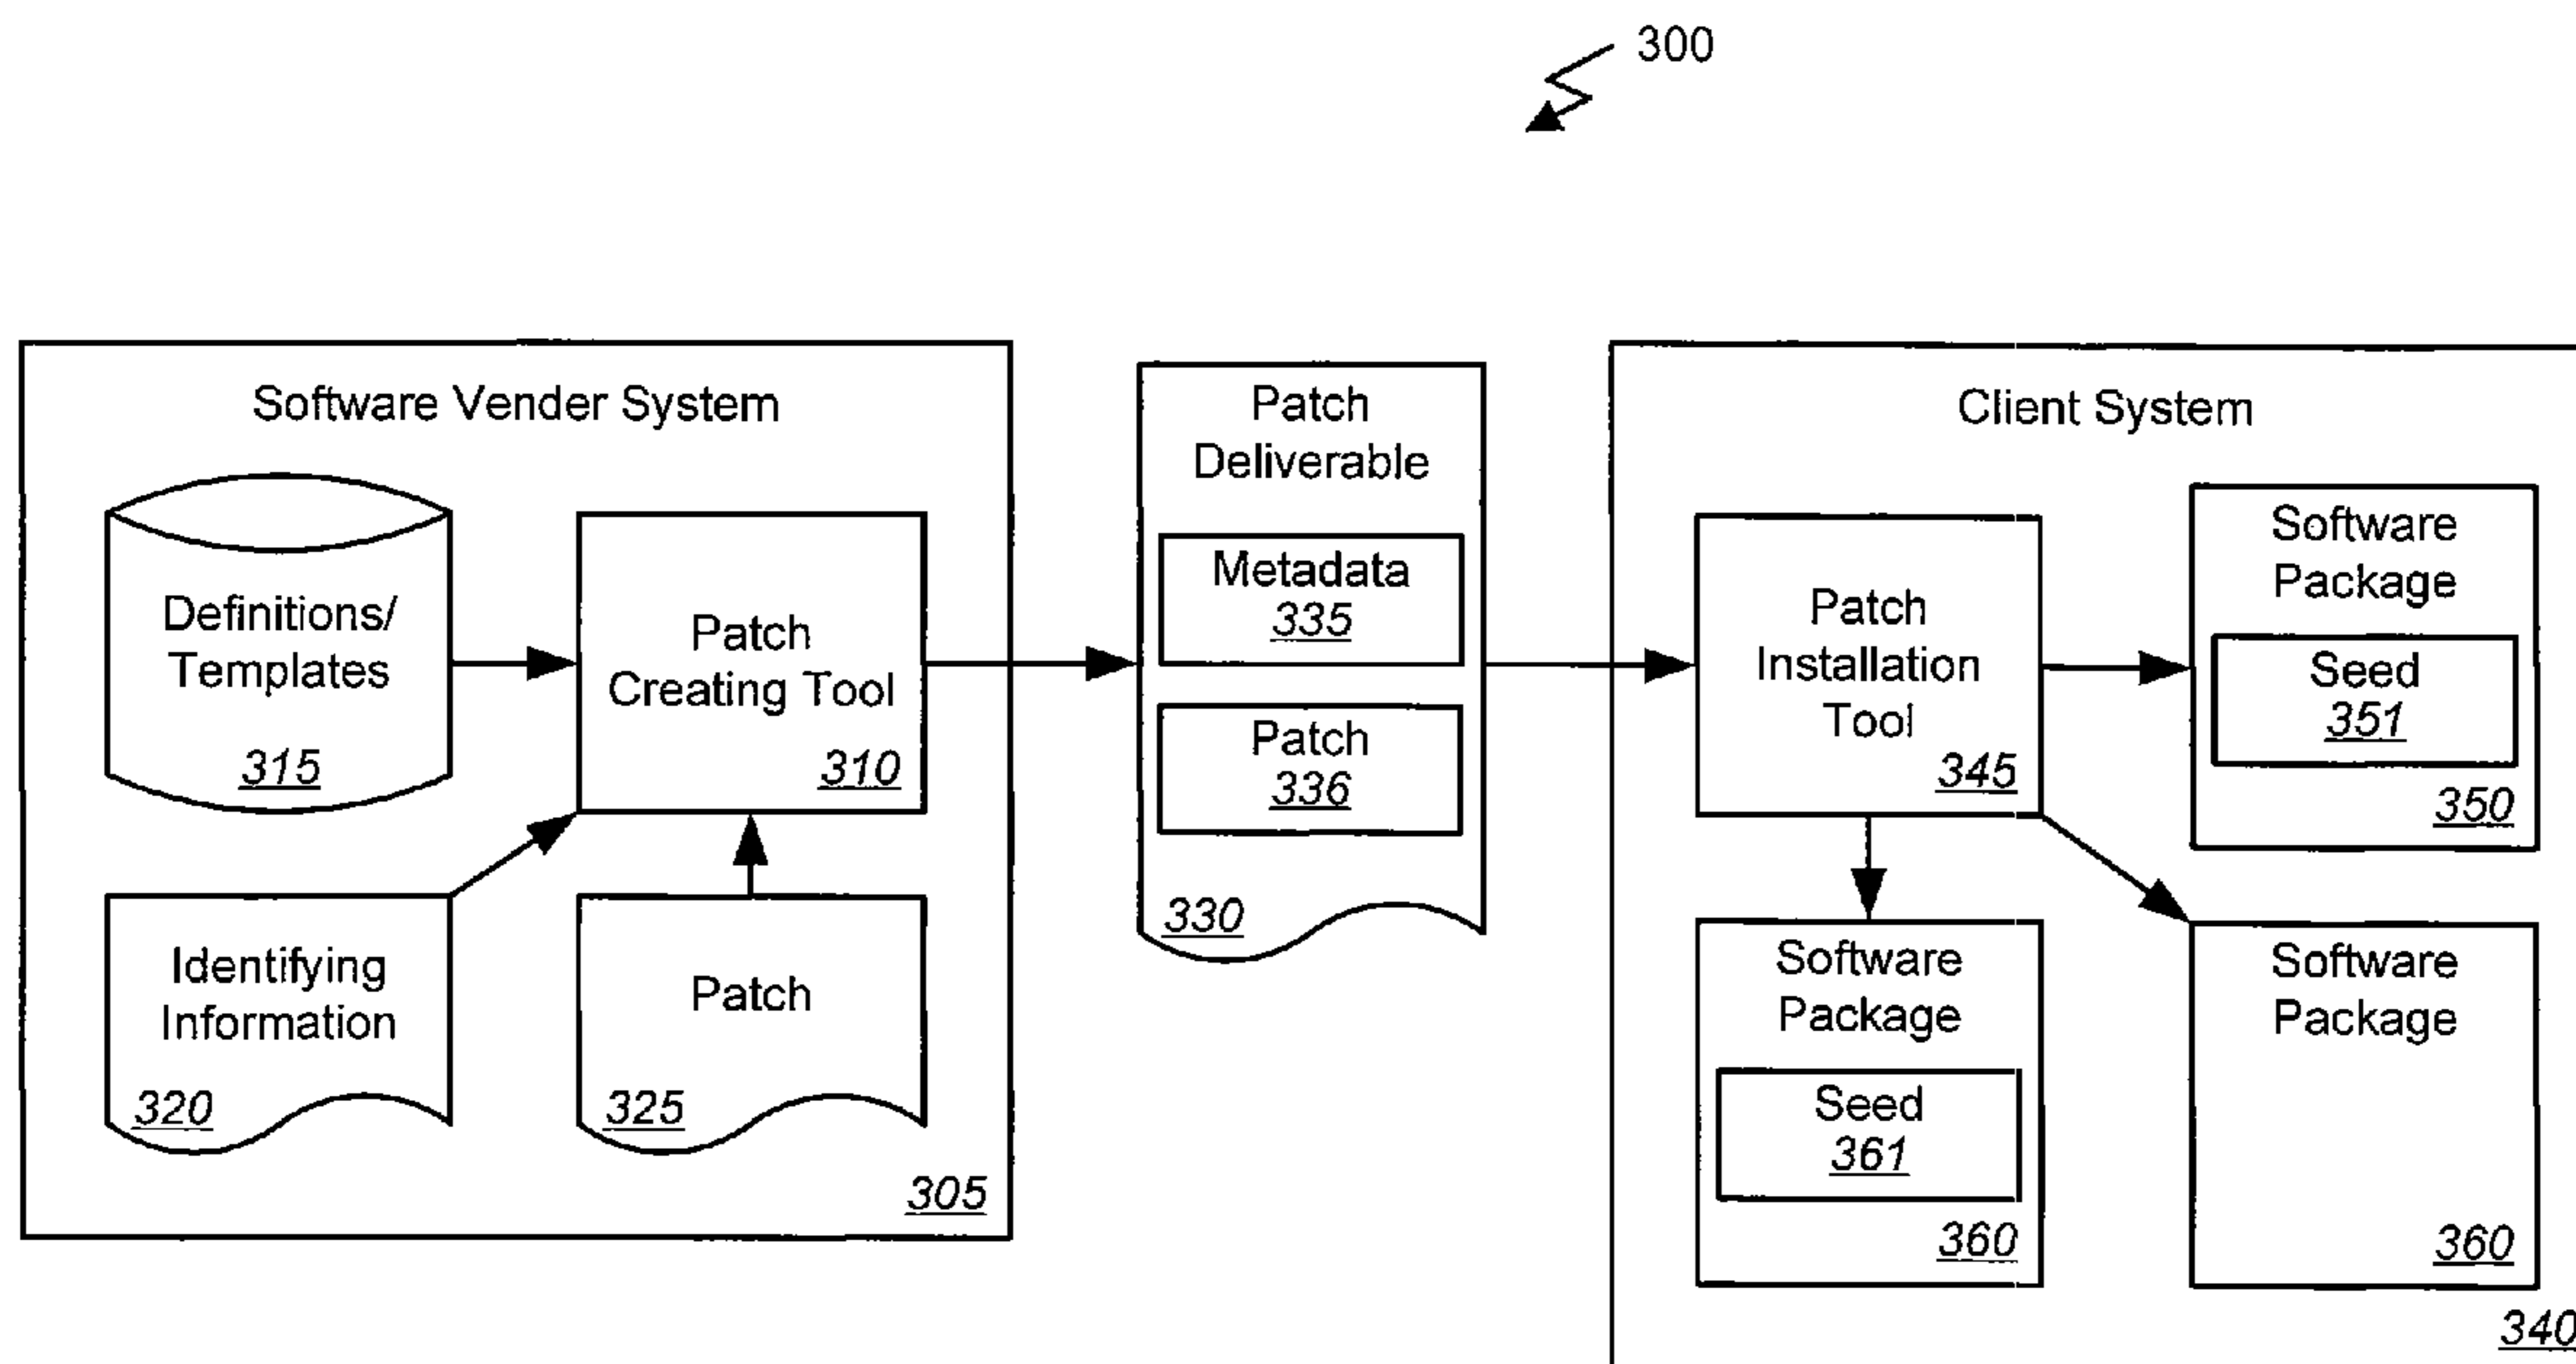 300
Software Vender System
Definitions/
Templates
315
Patch
Creating Tool
310
Identifying
Information
320
Patch
325
305
Patch
Deliverable
Metadata
335
Patch
336
330
Client System
Patch
Installation
Tool
345
Software
Package
Seed
351
350
Software
Package
Seed
361
360
Software
Package
360
340